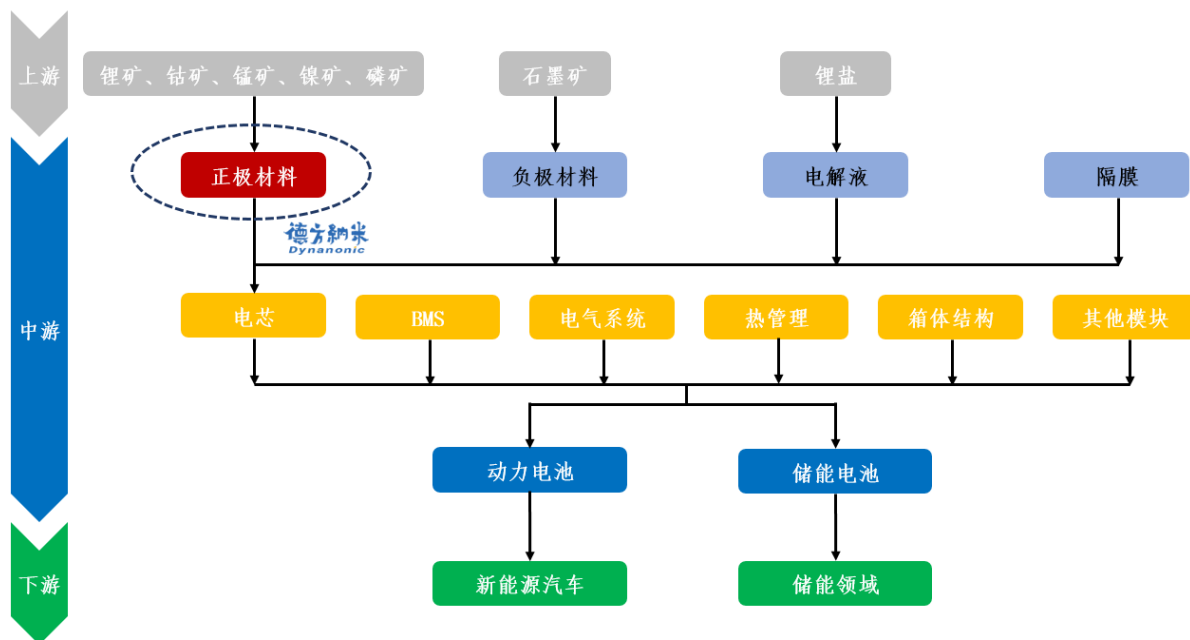 上游
锂矿、钴矿、锰矿、镍矿、磷矿
石墨矿
锂盐
正极材料
负极材料
电解液
隔膜
德方納米
Dynanonic
中游
电芯
BMS
电气系统
热管理
箱体结构
其他模块
动力电池
储能电池
下游
新能源汽车
储能领域